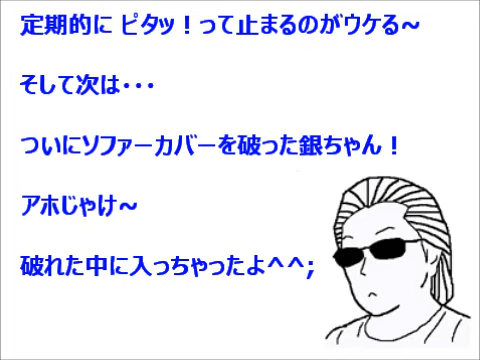 定期的に ピタッ！って止まるのがウケる～
そして次は・・・
ついにソファーカバーを破った銀ちゃん！
アホじゃけ～
破れた中に入っちゃったよ^^;